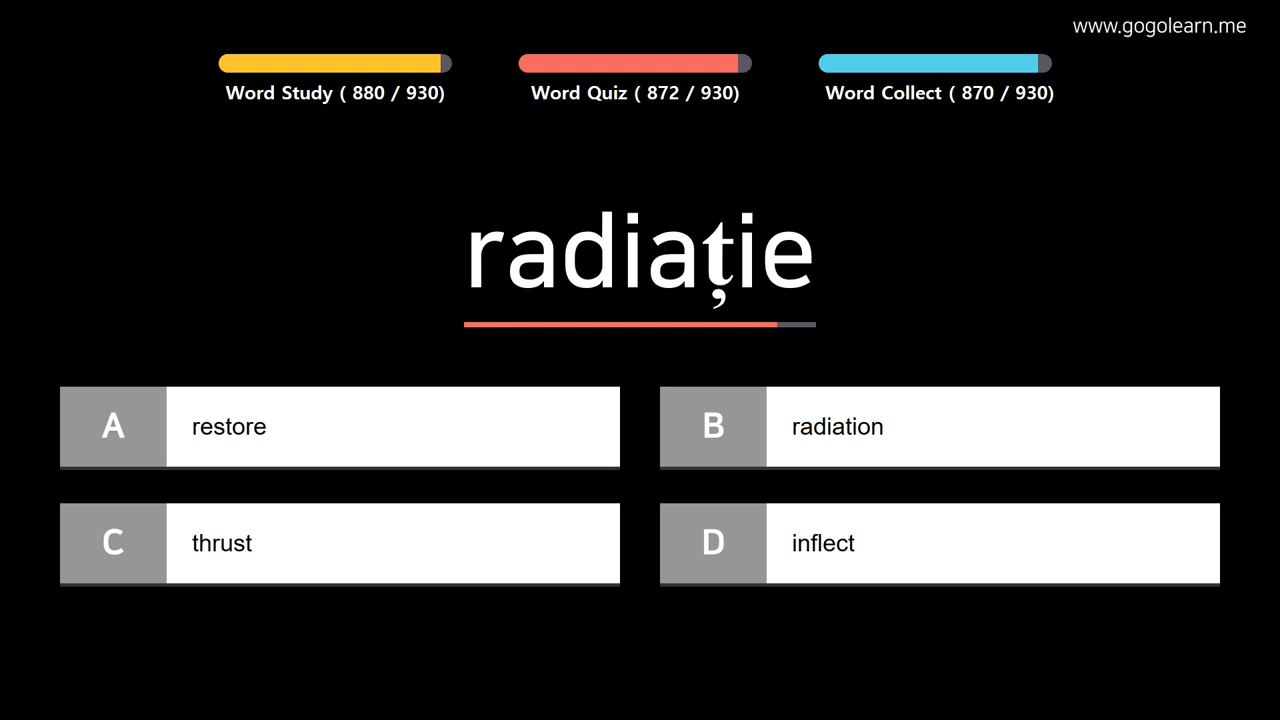 www.gogolearn.me
Word Study ( 880 / 930)
Word Quiz ( 872 / 930)
Word Collect ( 870 / 930)
radiație
A restore
B radiation
C thrust
D inflect